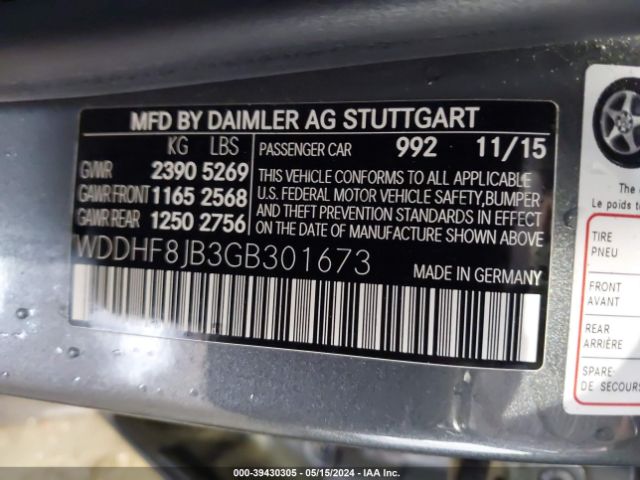 MFD BY DAIMLER AG STUTTGART
KG LBS
GVWR 2390 5269
GAWR FRONT 1165 2568
GAWR REAR 1250 2756
PASSENGER CAR 992 11/15
THIS VEHICLE CONFORMS TO ALL APPLICABLE
U.S. FEDERAL MOTOR VEHICLE SAFETY,BUMPER
AND THEFT PREVENTION STANDARDS IN EFFECT
ON THE DATE OF MANUFACTURE SHOWN ABOVE
WDDHF8JB3GB301673
MADE IN GERMANY
The
Le poids
TIRE
PNEU
FRONT
AVANT
REAR
ARRIÈRE
SPARE
DE SECOURS
000-39430305 - 05/15/2024 - IAA Inc.